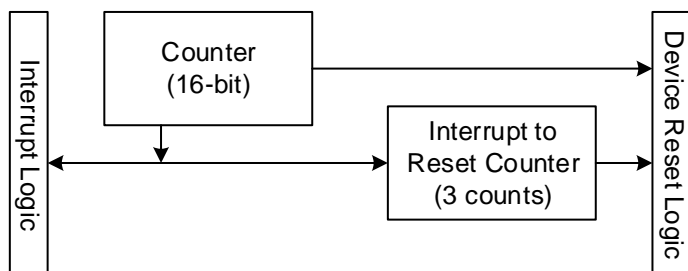 Interrupt Logic
Counter
(16-bit)
Interrupt to
Reset Counter
(3 counts)
Device Reset Logic